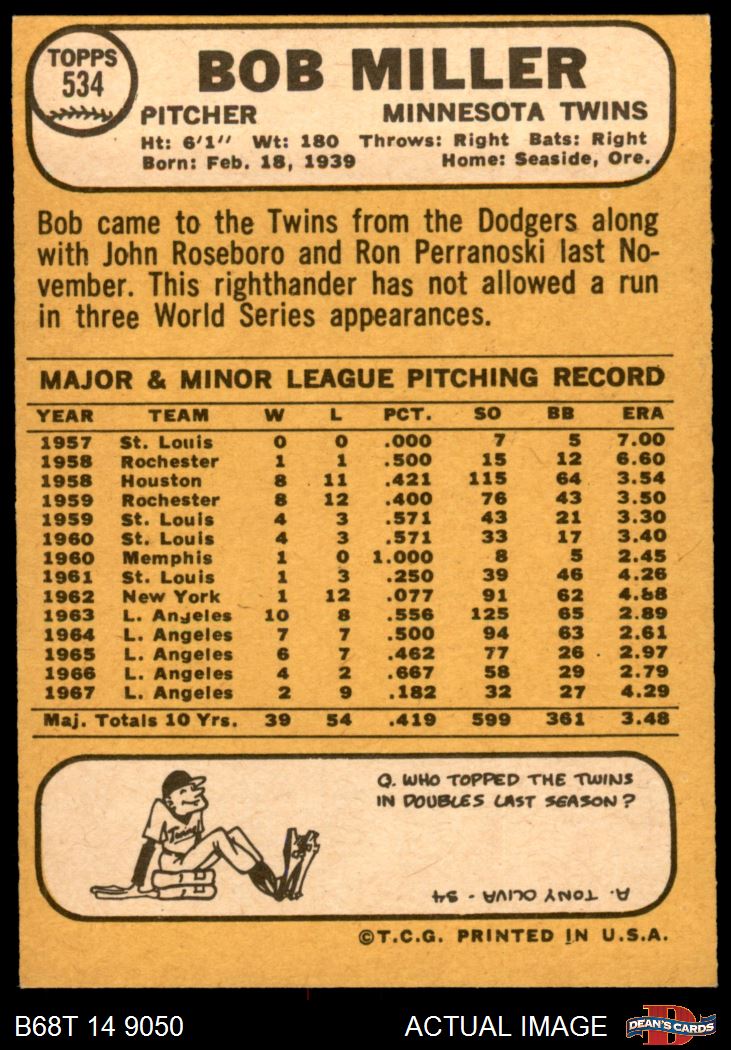 TOPPS
534
BOB MILLER
PITCHER MINNESOTA TWINS
Ht: 6'1" Wt: 180 Throws: Right Bats: Right
Born: Feb. 18, 1939 Home: Seaside, Ore.
Bob came to the Twins from the Dodgers along
with John Roseboro and Ron Perranoski last No-
vember. This righthander has not allowed a run
in three World Series appearances.
MAJOR & MINOR LEAGUE PITCHING RECORD
YEAR TEAM W L PCT. SO BB ERA
1957 St. Louis 0 0 .000 7 5 7.00
1958 Rochester 1 1 .500 15 12 6.60
1958 Houston 8 11 .421 115 64 3.54
1959 Rochester 8 12 .400 76 43 3.50
1959 St. Louis 4 3 .571 43 21 3.30
1960 St. Louis 4 3 .571 33 17 3.40
1960 Memphis 1 0 1.000 8 5 2.45
1961 St. Louis 1 3 .250 39 46 4.26
1962 New York 1 12 .077 91 62 4.88
1963 L. Angeles 10 8 .556 125 65 2.89
1964 L. Angeles 7 7 .500 94 63 2.61
1965 L. Angeles 6 7 .462 77 26 2.97
1966 L. Angeles 4 2 .667 58 29 2.79
1967 L. Angeles 2 9 .182 32 27 4.29
Maj. Totals 10 Yrs. 39 54 .419 599 361 3.48
Q. WHO TOPPED THE TWINS
IN DOUBLES LAST SEASON?
Twins
A. TONY OLIVA - 34
©T.C.G. PRINTED IN U.S.A.
B68T 14 9050 ACTUAL IMAGE
D
DEAN'S CARDS